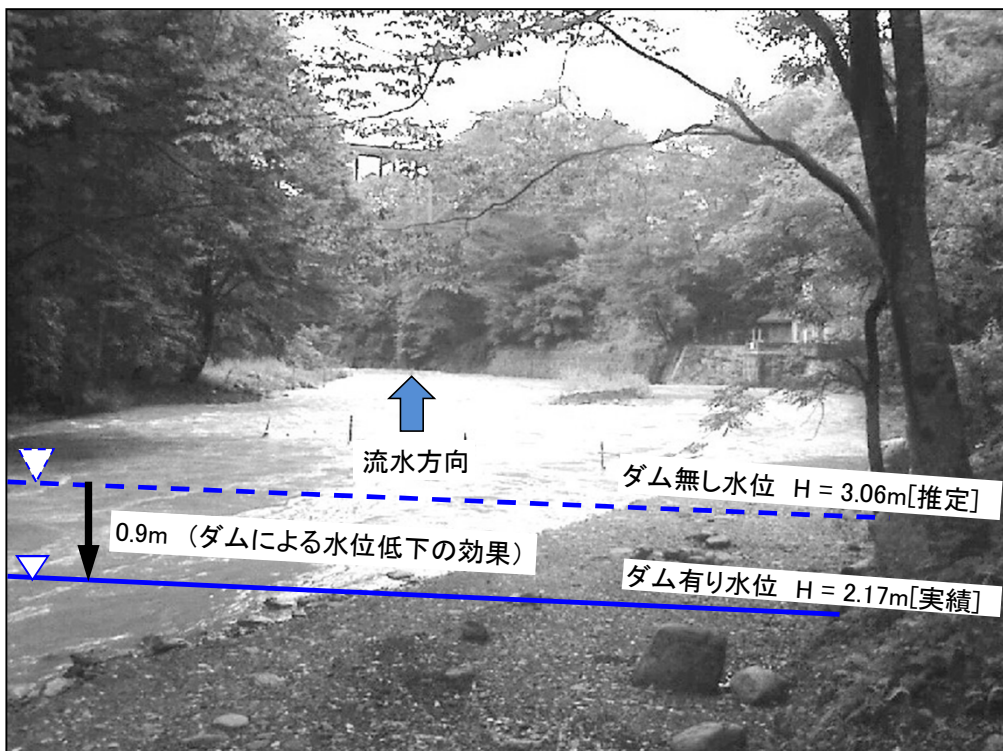 流水方向
ダム無し水位 H = 3.06m[推定]
0.9m (ダムによる水位低下の効果)
ダム有り水位 H = 2.17m[実績]